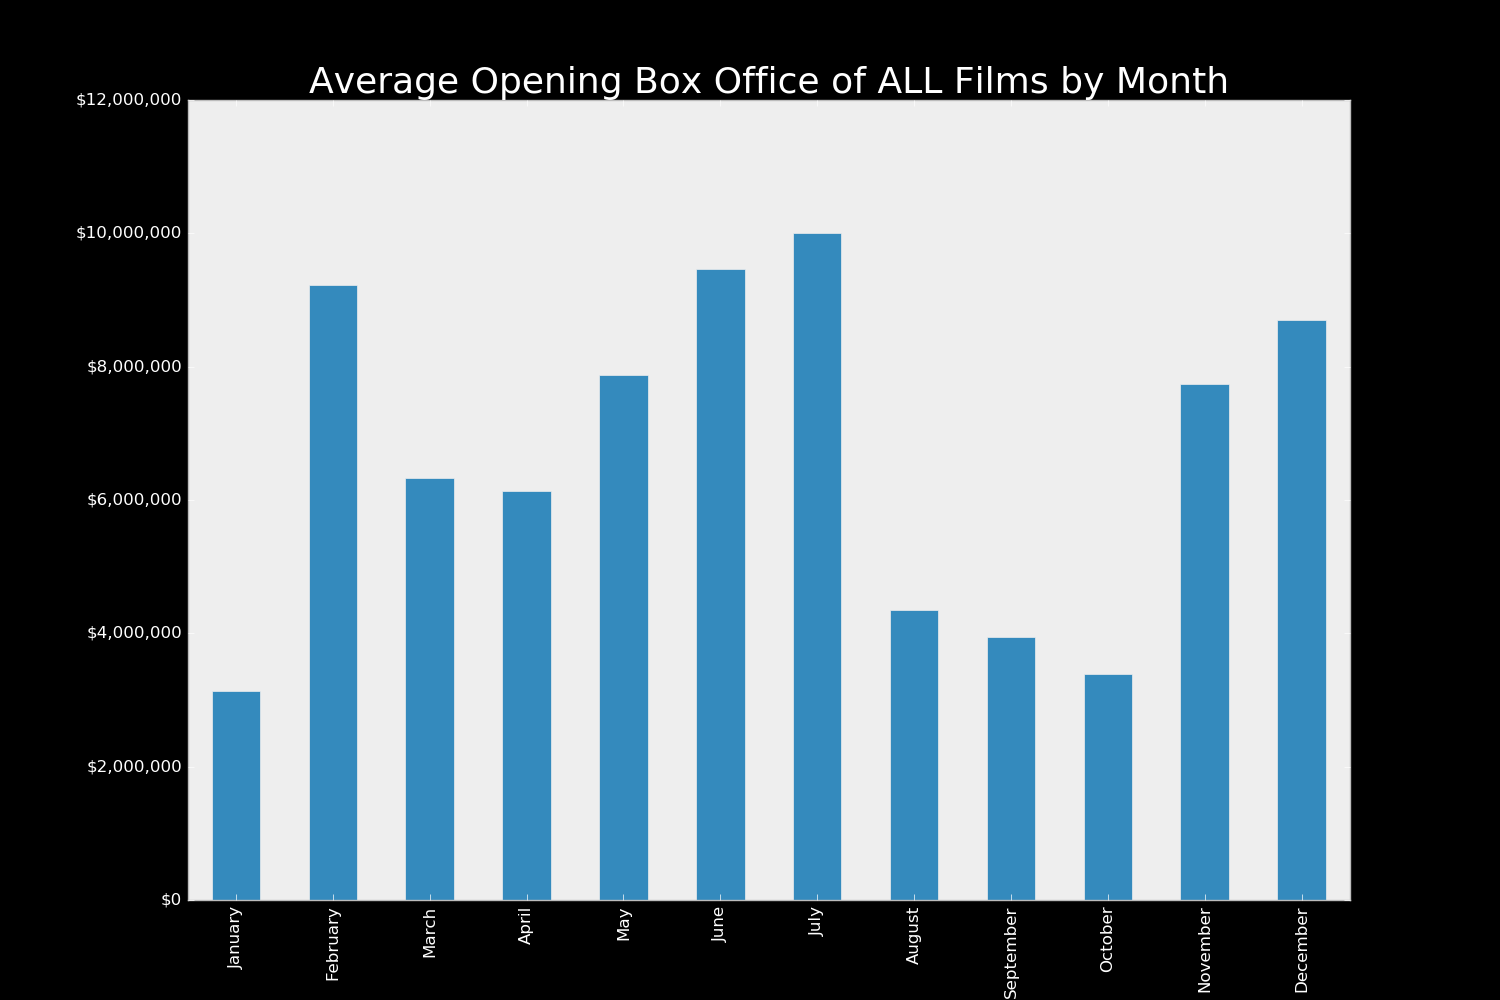 Average Opening Box Office of ALL Films by Month
$12,000,000
$10,000,000
$8,000,000
$6,000,000
$4,000,000
$2,000,000
$0
January
February
March
April
May
June
July
August
September
October
November
December